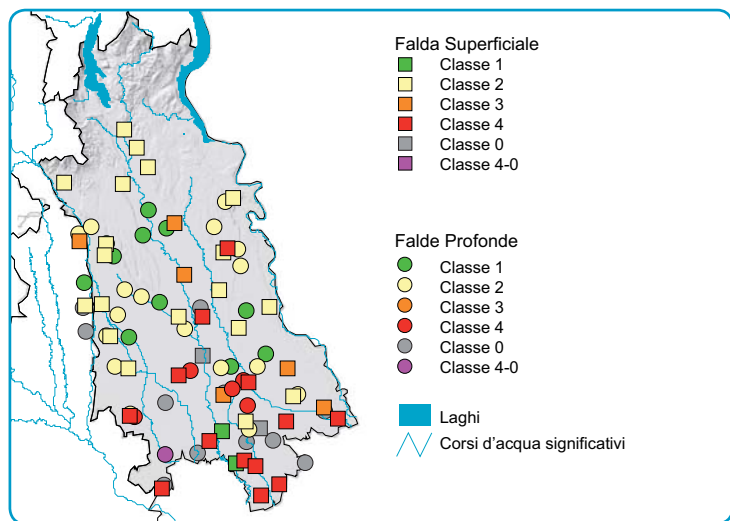 Falda Superficiale
Classe 1
Classe 2
Classe 3
Classe 4
Classe 0
Classe 4-0
Falde Profonde
Classe 1
Classe 2
Classe 3
Classe 4
Classe 0
Classe 4-0
Laghi
Corsi d'acqua significativi